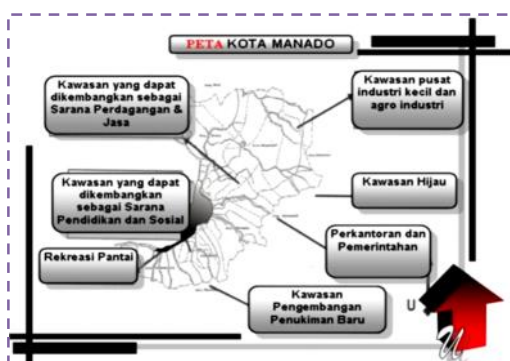 PETA KOTA MANADO
Kawasan yang dapat
dikembangkan sebagai
Sarana Perdagangan &
Jasa
Kawasan pusat
industri kecil dan
agro industri
Kawasan yang dapat
dikembangkan
sebagai Sarana
Pendidikan dan Sosial
Kawasan Hijau
Rekreasi Pantai
Perkantoran dan
Pemerintahan
Kawasan
Pengembangan
Penukiman Baru
U